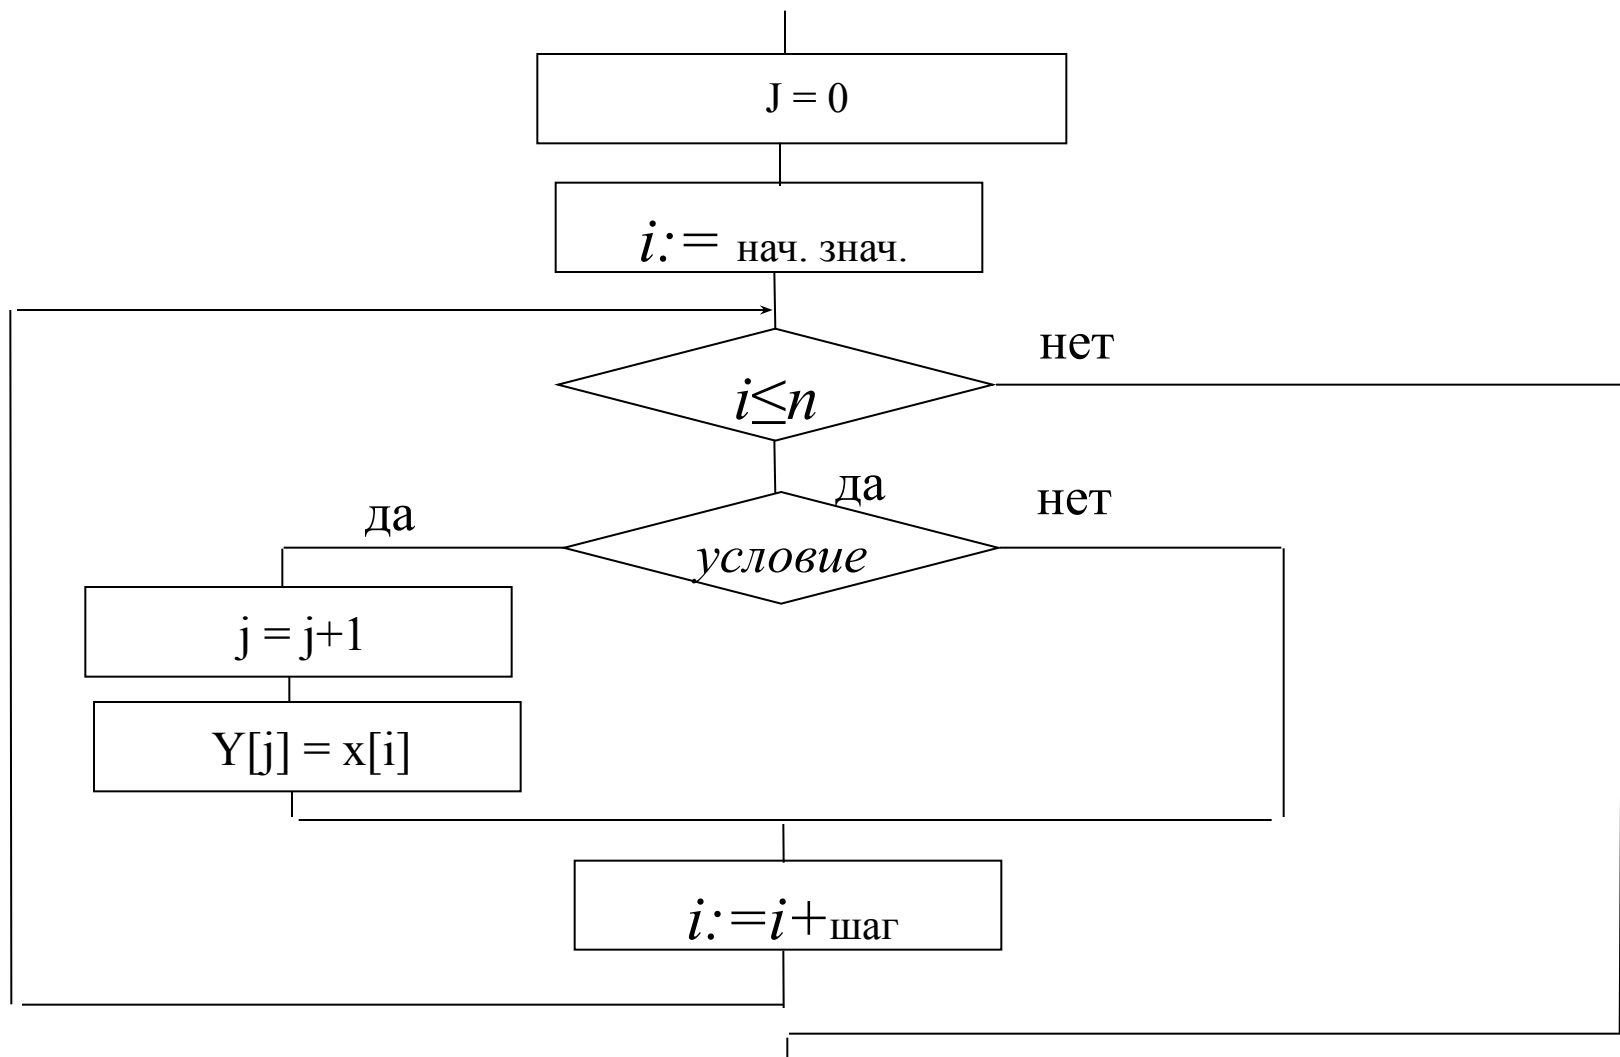 J = 0
i:= нач. знач.
нет
i≤n
да
нет
да
условие
j = j+1
Y[j] = x[i]
i:=i+шаг